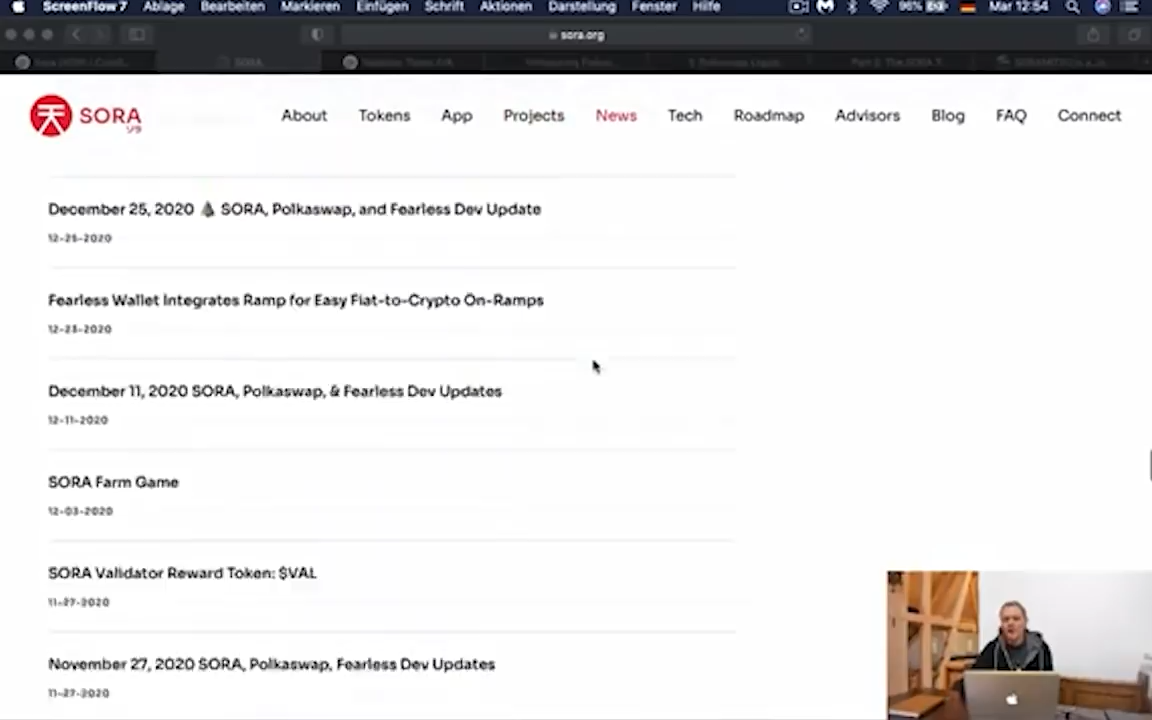 ScreenFlow 7 Ablage Bearbeiten Markieren Einfügen Schrift Aktionen Darstellung Fenster Hilfe 96% Mar 12:54
sora.org
SORA
SORA
ソラ
About Tokens App Projects News Tech Roadmap Advisors Blog FAQ Connect
December 25, 2020 🎄 SORA, Polkaswap, and Fearless Dev Update
12-25-2020
Fearless Wallet Integrates Ramp for Easy Fiat-to-Crypto On-Ramps
12-23-2020
December 11, 2020 SORA, Polkaswap, & Fearless Dev Updates
12-11-2020
SORA Farm Game
12-03-2020
SORA Validator Reward Token: $VAL
11-27-2020
November 27, 2020 SORA, Polkaswap, Fearless Dev Updates
11-27-2020